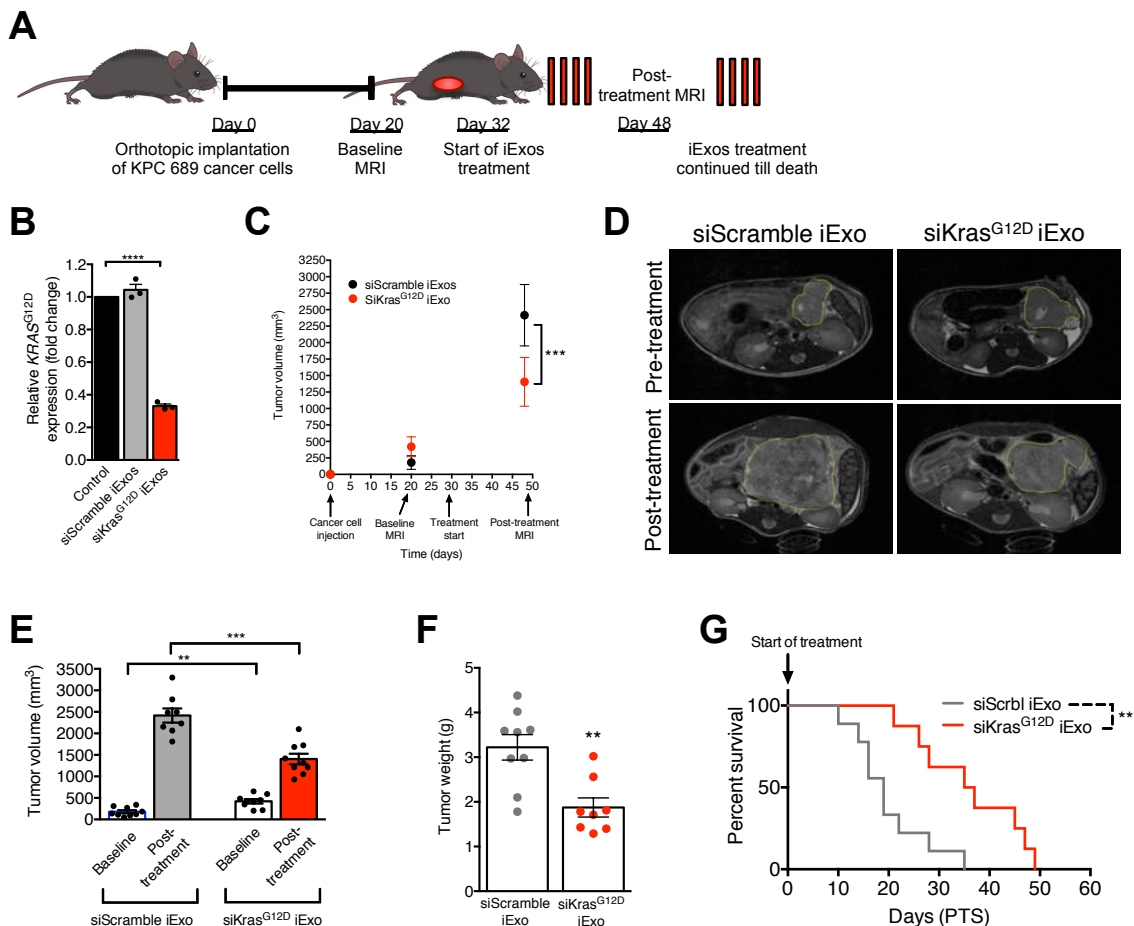 A
Day 0
Orthotopic implantation
of KPC 689 cancer cells
Day 20
Baseline
MRI
Day 32
Start of iExos
treatment
Post-
treatment MRI
Day 48
iExos treatment
continued till death
B
Relative KRASG12D
expression (fold change)
1.2
1.0
0.8
0.6
0.4
0.2
0.0
****
Control
siScramble iExos
siKrasG12D iExos
C
Tumor volume (mm3)
3250
3000
2750
2500
2250
2000
1750
1500
1250
1000
750
500
250
0
siScramble iExos
SiKrasG12D iExo
***
0 5 10 15 20 25 30 35 40 45 50
Cancer cell
injection
Baseline
MRI
Treatment
start
Post-treatment
MRI
Time (days)
D
siScramble iExo
siKrasG12D iExo
Pre-treatment
Post-treatment
E
Tumor volume (mm3)
3500
3000
2500
2000
1500
1000
500
0
***
**
Baseline
Post-
treatment
Baseline
Post-
treatment
siScramble iExo
siKrasG12D iExo
F
Tumor weight (g)
5
4
3
2
1
0
**
siScramble
iExo
siKrasG12D
iExo
G
Start of treatment
Percent survival
100
50
0
siScrbl iExo
siKrasG12D iExo
**
0 10 20 30 40 50 60
Days (PTS)